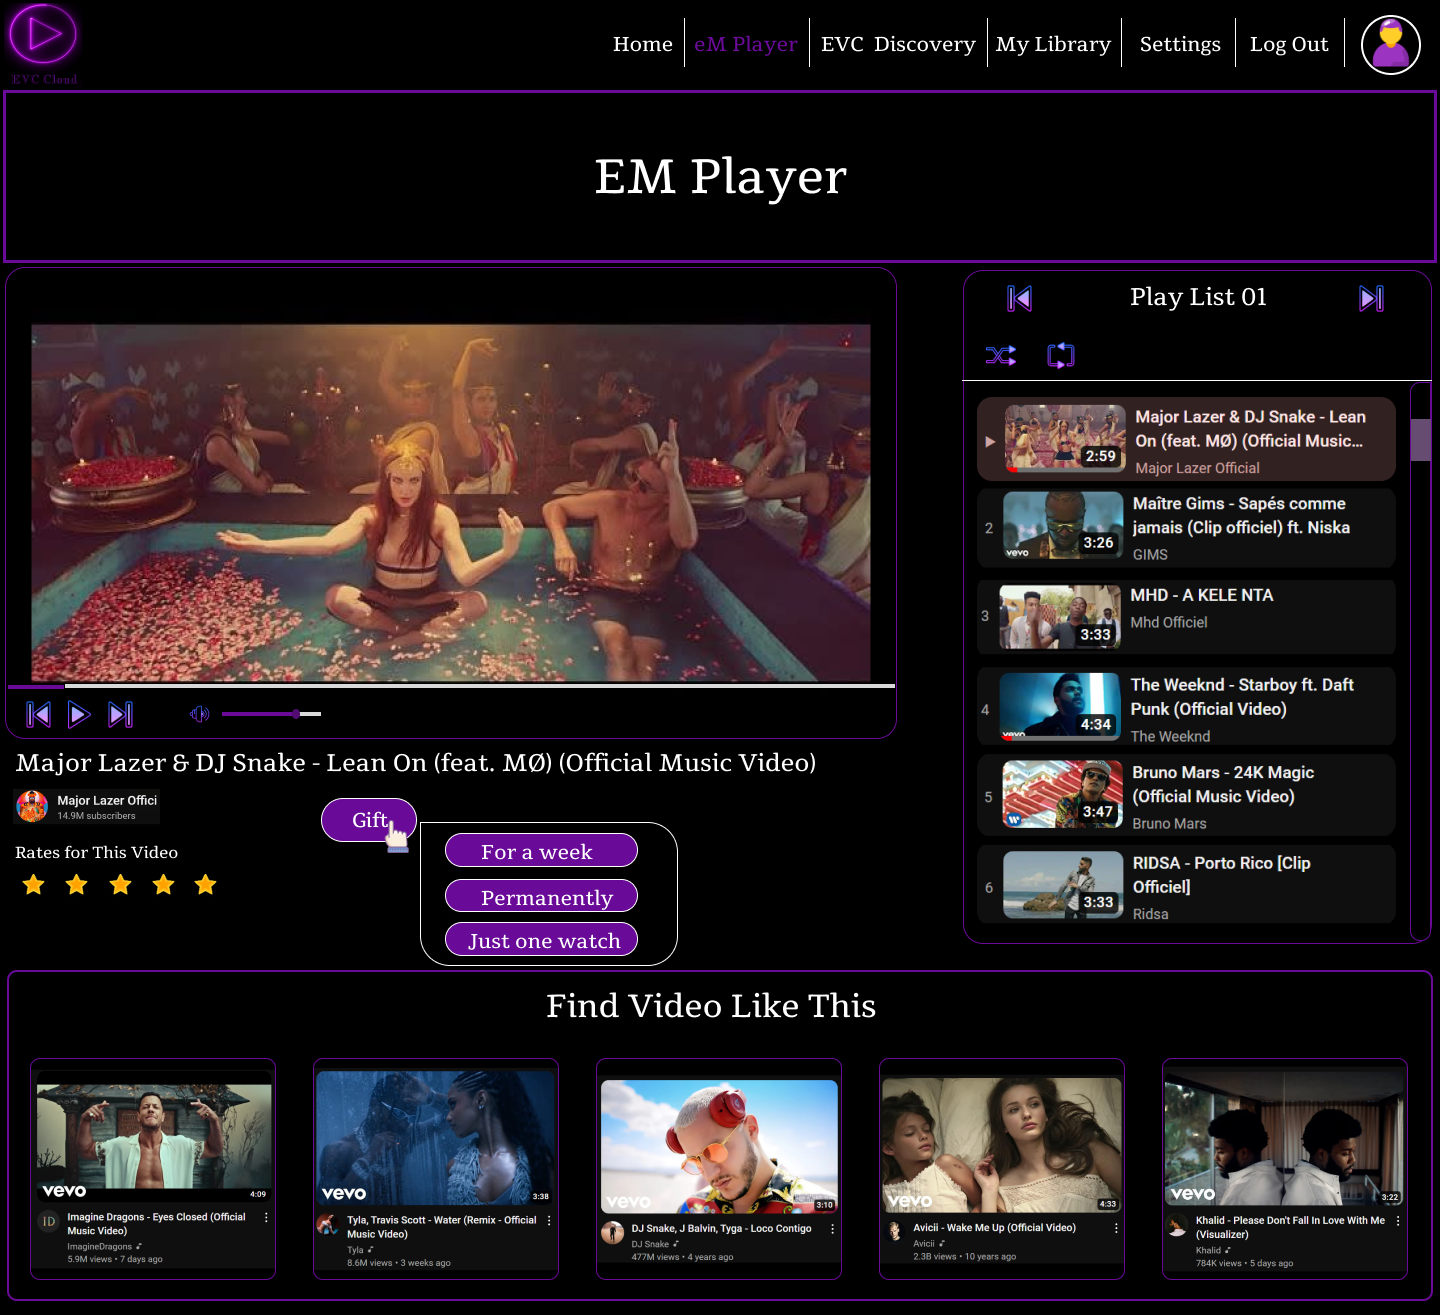 EVC Cloud
Home
eM Player
EVC Discovery
My Library
Settings
Log Out
EM Player
Play List 01
Major Lazer & DJ Snake - Lean
On (feat. MØ) (Official Music...
Major Lazer Official
2:59
2
Maître Gims - Sapés comme
jamais (Clip officiel) ft. Niska
GIMS
vevo
3:26
3
MHD - A KELE NTA
Mhd Officiel
3:33
4
The Weeknd - Starboy ft. Daft
Punk (Official Video)
The Weeknd
vevo
4:34
5
Bruno Mars - 24K Magic
(Official Music Video)
Bruno Mars
W
3:47
6
RIDSA - Porto Rico [Clip
Officiel]
Ridsa
3:33
Major Lazer & DJ Snake - Lean On (feat. MØ) (Official Music Video)
Major Lazer Offici
14.9M subscribers
Rates for This Video
Gift
For a week
Permanently
Just one watch
Find Video Like This
vevo
4:09
ID
Imagine Dragons - Eyes Closed (Official
Music Video)
ImagineDragons
5.9M views • 7 days ago
vevo
3:38
Tyla, Travis Scott - Water (Remix - Official
Music Video)
Tyla
8.6M views • 3 weeks ago
vevo
3:10
DJ Snake, J Balvin, Tyga - Loco Contigo
DJ Snake
477M views • 4 years ago
vevo
4:33
Avicii - Wake Me Up (Official Video)
Avicii
2.3B views • 10 years ago
vevo
3:22
Khalid - Please Don't Fall In Love With Me
(Visualizer)
Khalid
784K views • 5 days ago